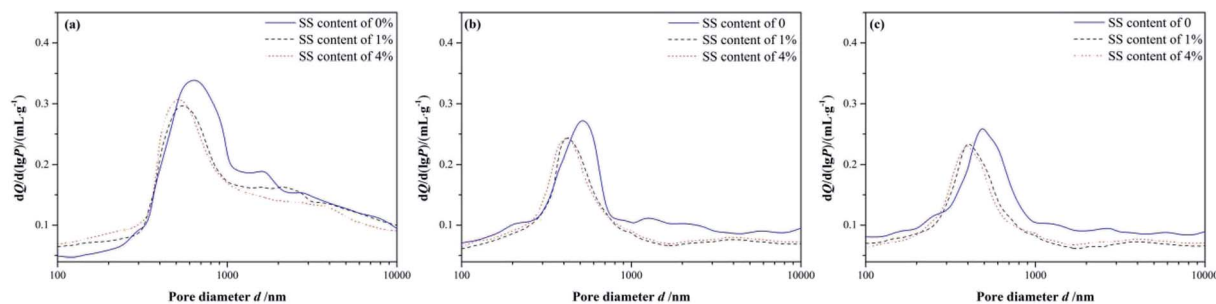 (a)
SS content of 0%
SS content of 1%
SS content of 4%
0.4
0.3
0.2
0.1
dQ/d(lgP)/(mL·g⁻¹)
100
1000
10000
Pore diameter d /nm
(b)
SS content of 0
SS content of 1%
SS content of 4%
0.4
0.3
0.2
0.1
dQ/d(lgP)/(mL·g⁻¹)
100
1000
10000
Pore diameter d /nm
(c)
SS content of 0
SS content of 1%
SS content of 4%
0.4
0.3
0.2
0.1
dQ/d(lgP)/(mL·g⁻¹)
100
1000
10000
Pore diameter d /nm